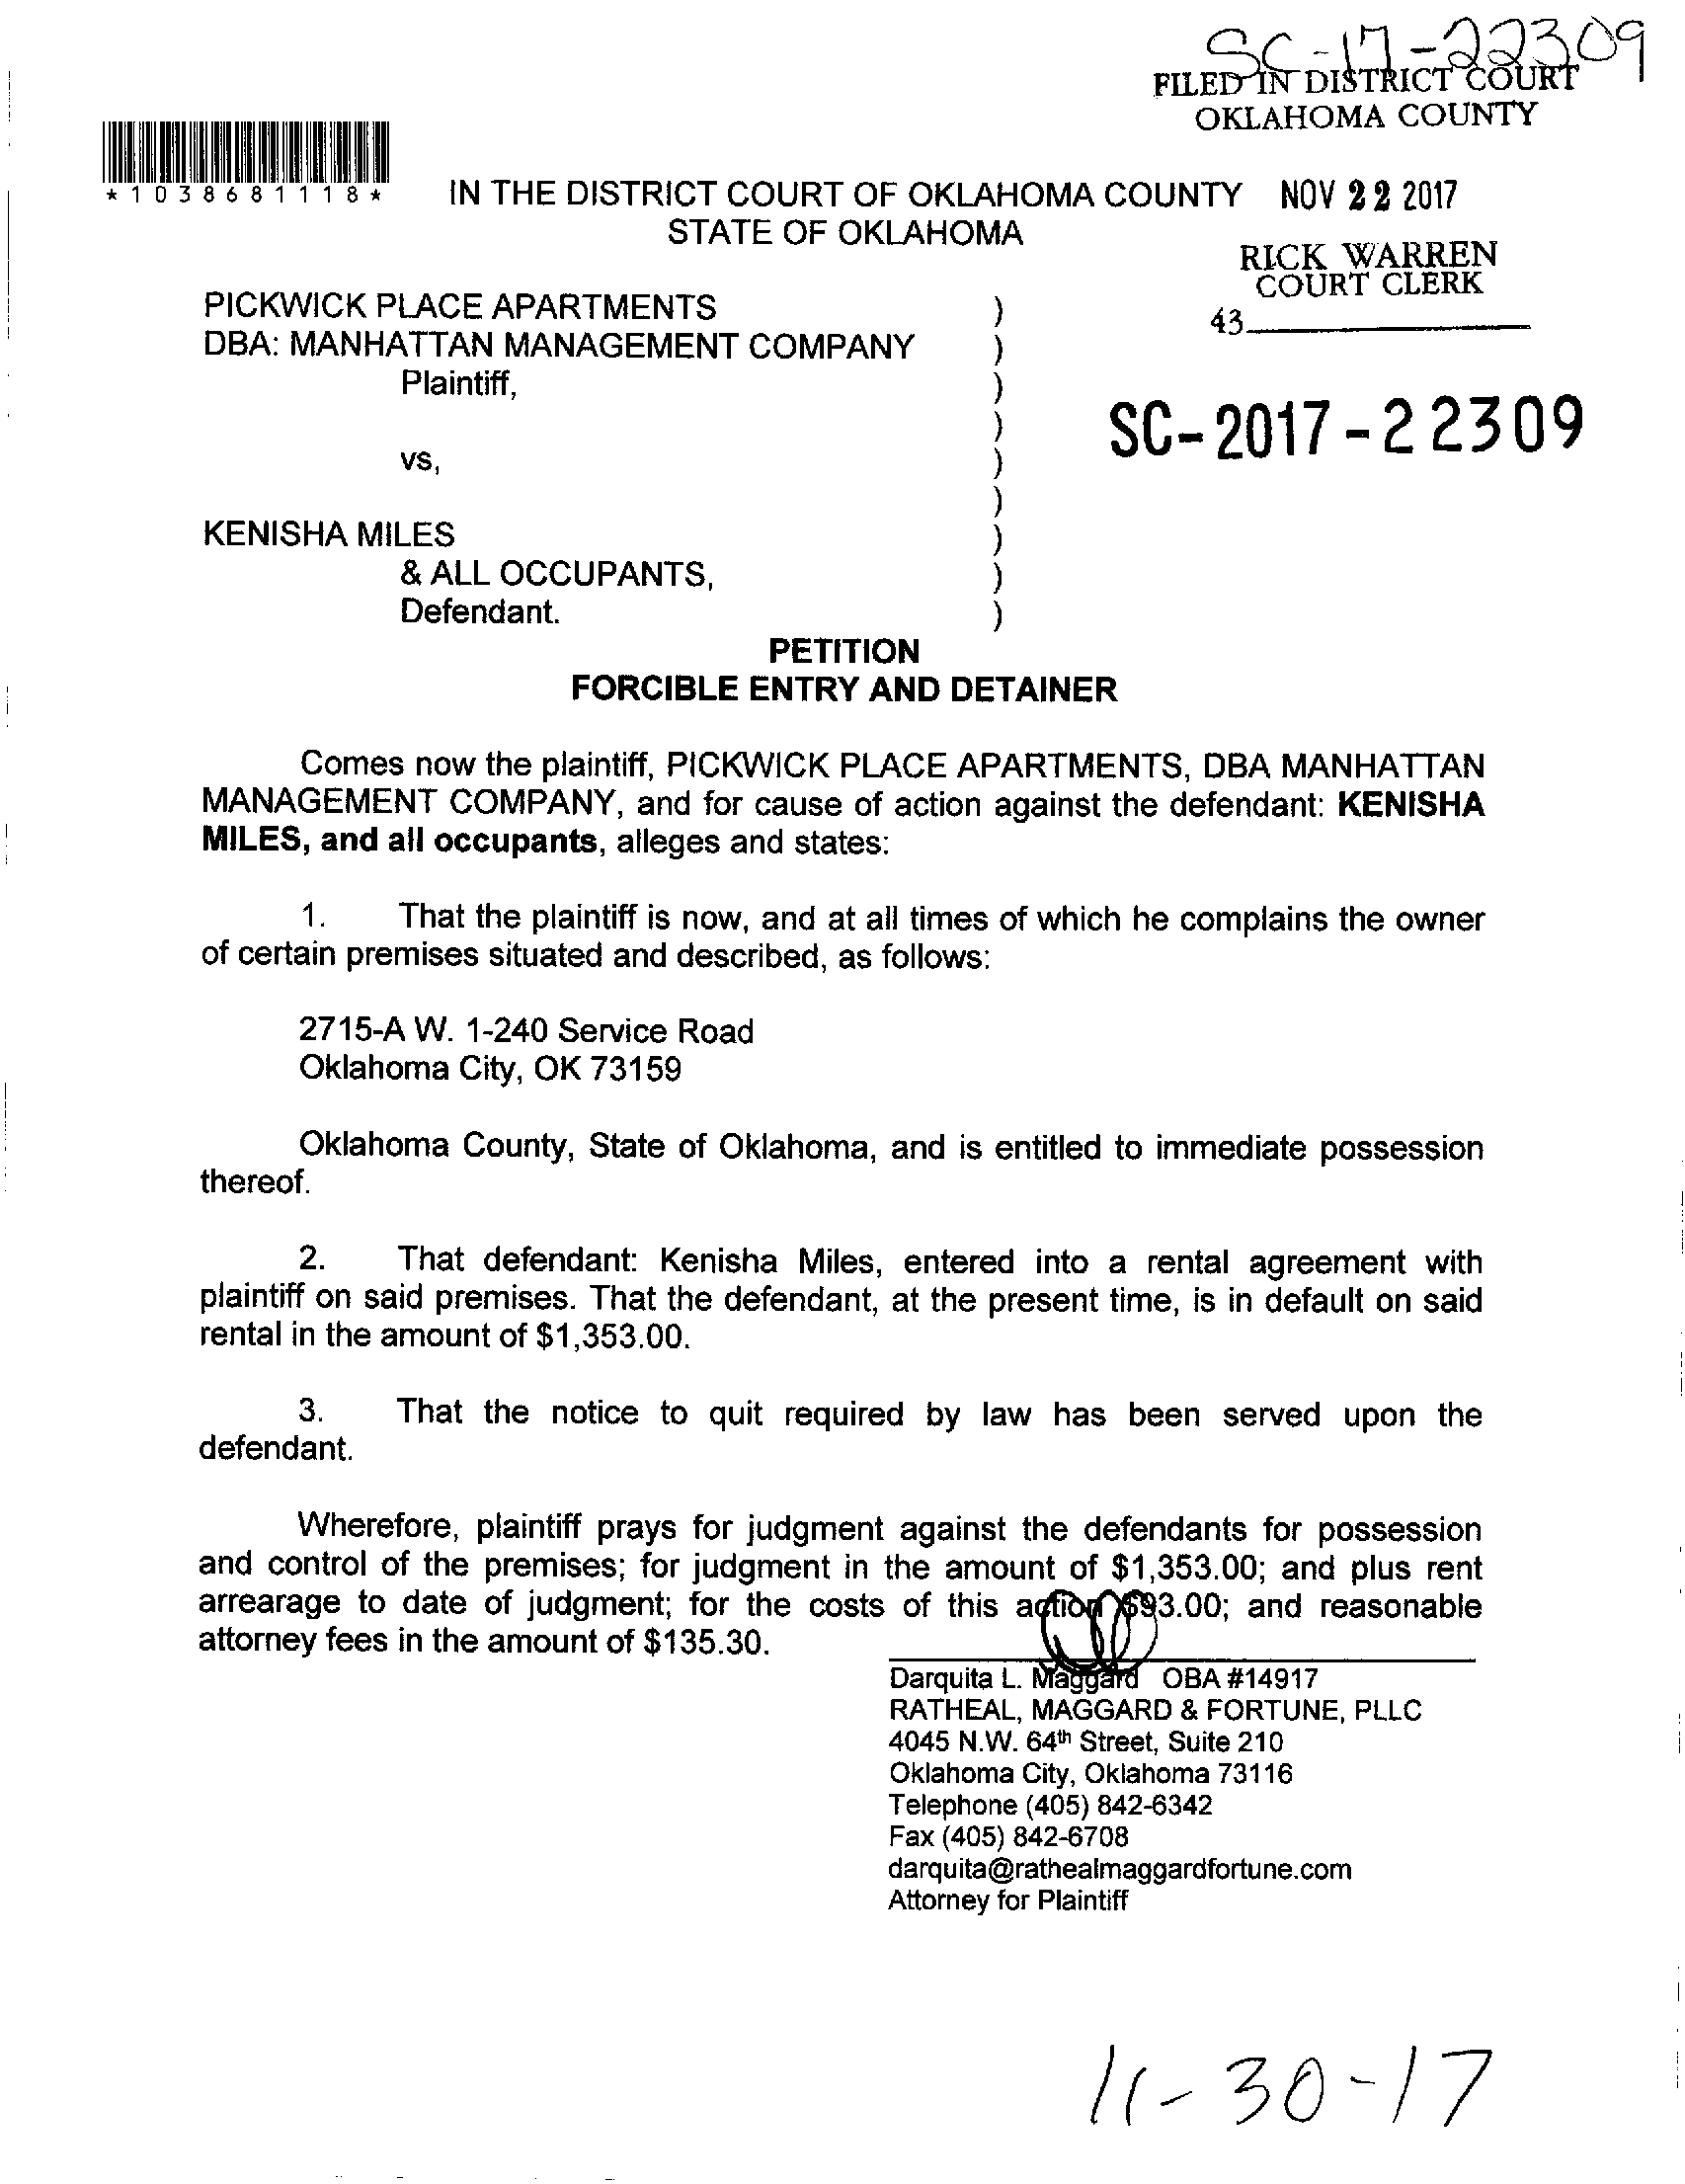 SC-17-22309
FILED IN DISTRICT COURT
OKLAHOMA COUNTY
*1038681118*
IN THE DISTRICT COURT OF OKLAHOMA COUNTY NOV 22 2017
STATE OF OKLAHOMA
RICK WARREN
COURT CLERK
43
PICKWICK PLACE APARTMENTS )
DBA: MANHATTAN MANAGEMENT COMPANY )
Plaintiff, )
)
SC-2017-22309
vs, )
)
KENISHA MILES )
& ALL OCCUPANTS, )
Defendant. )
PETITION
FORCIBLE ENTRY AND DETAINER
Comes now the plaintiff, PICKWICK PLACE APARTMENTS, DBA MANHATTAN
MANAGEMENT COMPANY, and for cause of action against the defendant: KENISHA
MILES, and all occupants, alleges and states:
1. That the plaintiff is now, and at all times of which he complains the owner
of certain premises situated and described, as follows:
2715-A W. 1-240 Service Road
Oklahoma City, OK 73159
Oklahoma County, State of Oklahoma, and is entitled to immediate possession
thereof.
2. That defendant: Kenisha Miles, entered into a rental agreement with
plaintiff on said premises. That the defendant, at the present time, is in default on said
rental in the amount of $1,353.00.
3. That the notice to quit required by law has been served upon the
defendant.
Wherefore, plaintiff prays for judgment against the defendants for possession
and control of the premises; for judgment in the amount of $1,353.00; and plus rent
arrearage to date of judgment; for the costs of this action $93.00; and reasonable
attorney fees in the amount of $135.30.
Darquita L. Maggard OBA #14917
RATHEAL, MAGGARD & FORTUNE, PLLC
4045 N.W. 64th Street, Suite 210
Oklahoma City, Oklahoma 73116
Telephone (405) 842-6342
Fax (405) 842-6708
darquita@rathealmaggardfortune.com
Attorney for Plaintiff
11-30-17